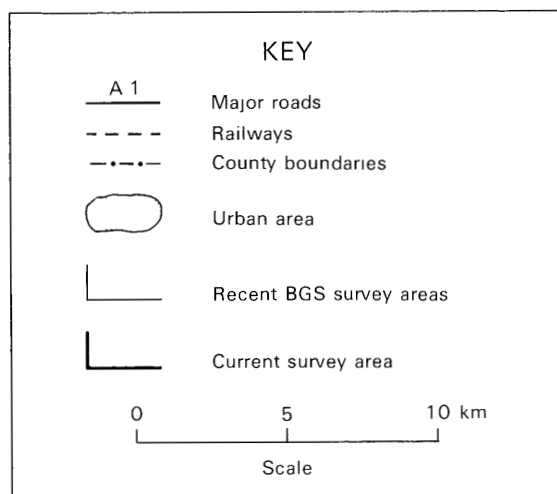 KEY
A 1
Major roads
Railways
County boundaries
Urban area
Recent BGS survey areas
Current survey area
0 5 10 km
Scale